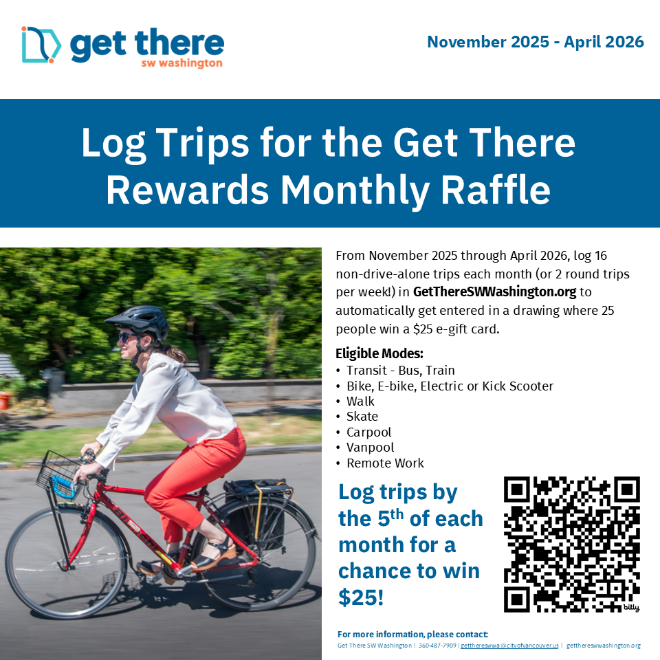 get there
sw washington
November 2025 - April 2026
Log Trips for the Get There
Rewards Monthly Raffle
From November 2025 through April 2026, log 16
non-drive-alone trips each month (or 2 round trips
per week!) in GetThereSWWashington.org to
automatically get entered in a drawing where 25
people win a $25 e-gift card.
Eligible Modes:
• Transit - Bus, Train
• Bike, E-bike, Electric or Kick Scooter
• Walk
• Skate
• Carpool
• Vanpool
• Remote Work
Log trips by
the 5th of each
month for a
chance to win
$25!
bitly
For more information, please contact:
Get There SW Washington | 360-487-7909 | getthereswwa@cityofvancouver.us | getthereswwashington.org